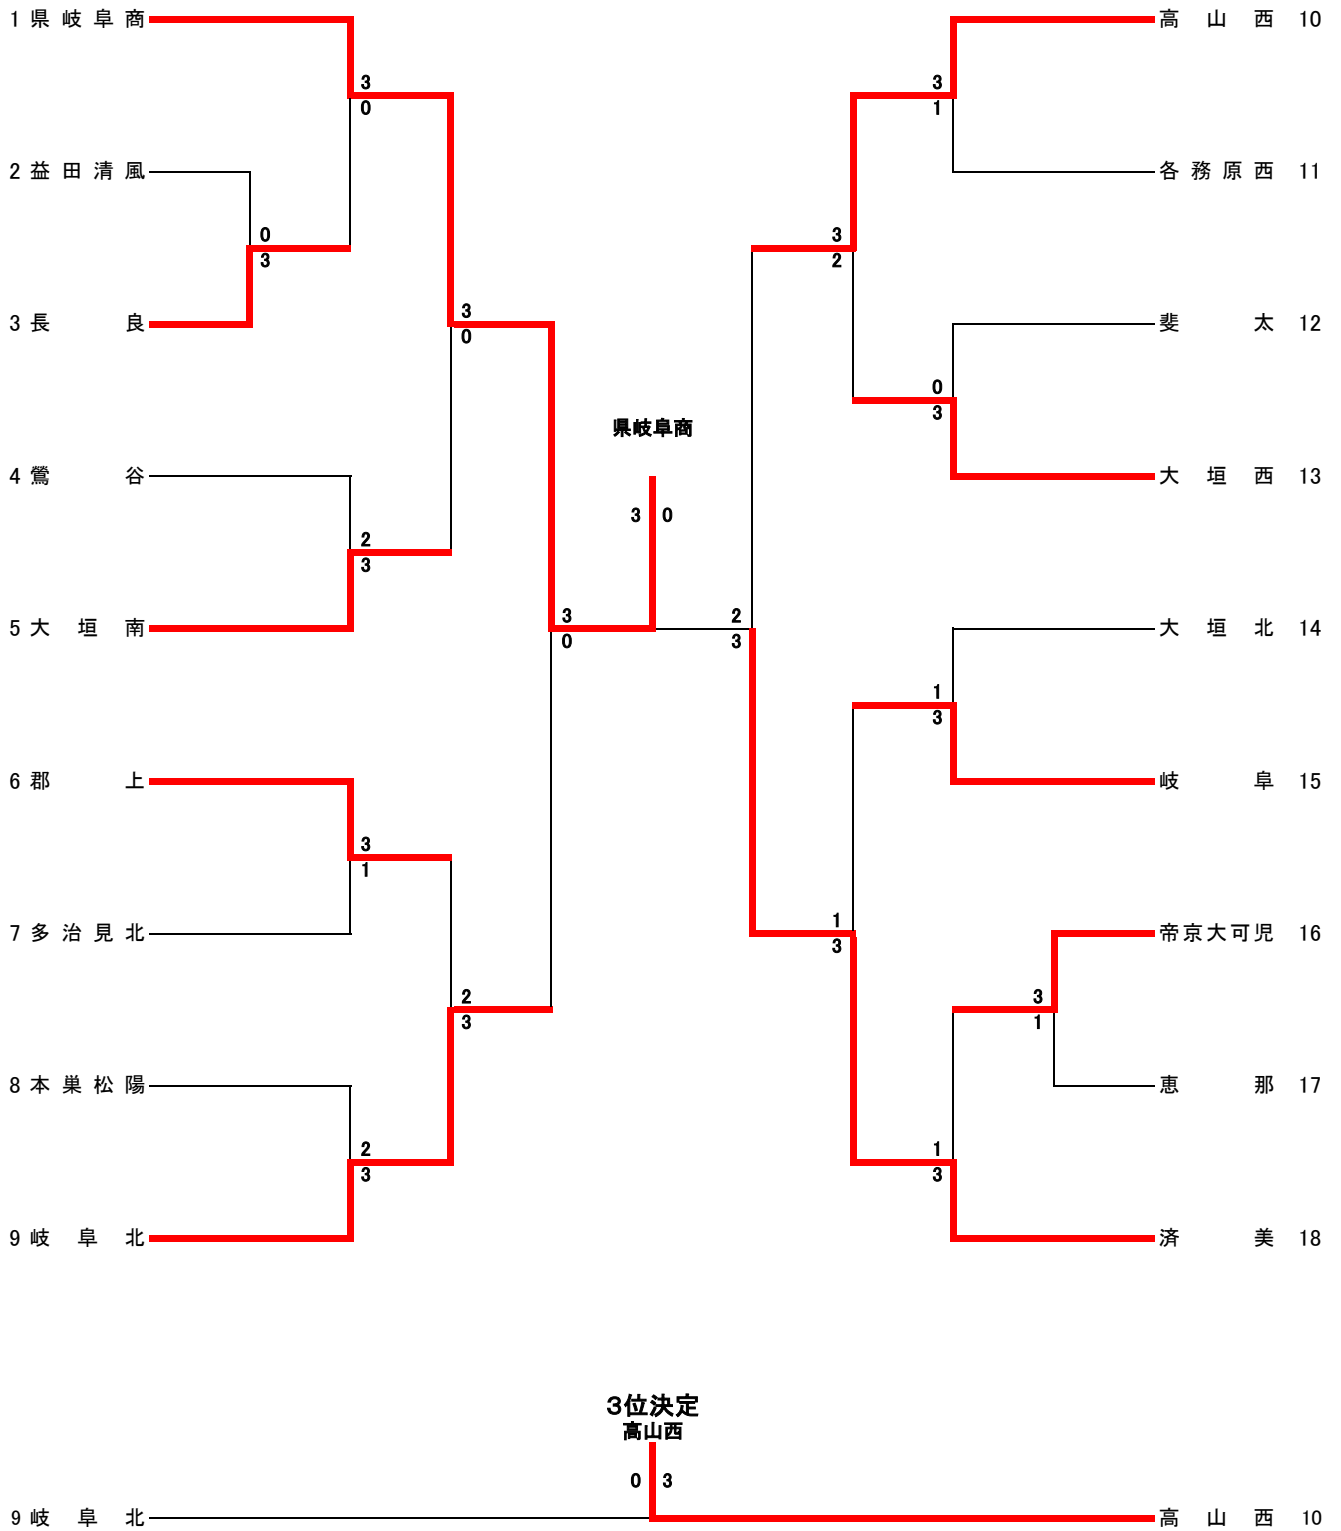 1 県岐阜商
高山西 10
3
0
3
1
2 益田清風
各務原西 11
0
3
3
2
3 長良
斐太 12
3
0
0
3
県岐阜商
4 鶯谷
大垣西 13
3 0
2
3
5 大垣南
大垣北 14
3
0
2
3
1
3
6 郡上
岐阜 15
3
1
7 多治見北
帝京大可児 16
1
3
2
3
3
1
8 本巣松陽
恵那 17
2
3
1
3
9 岐阜北
済美 18
3位決定
高山西
0 3
9 岐阜北
高山西 10